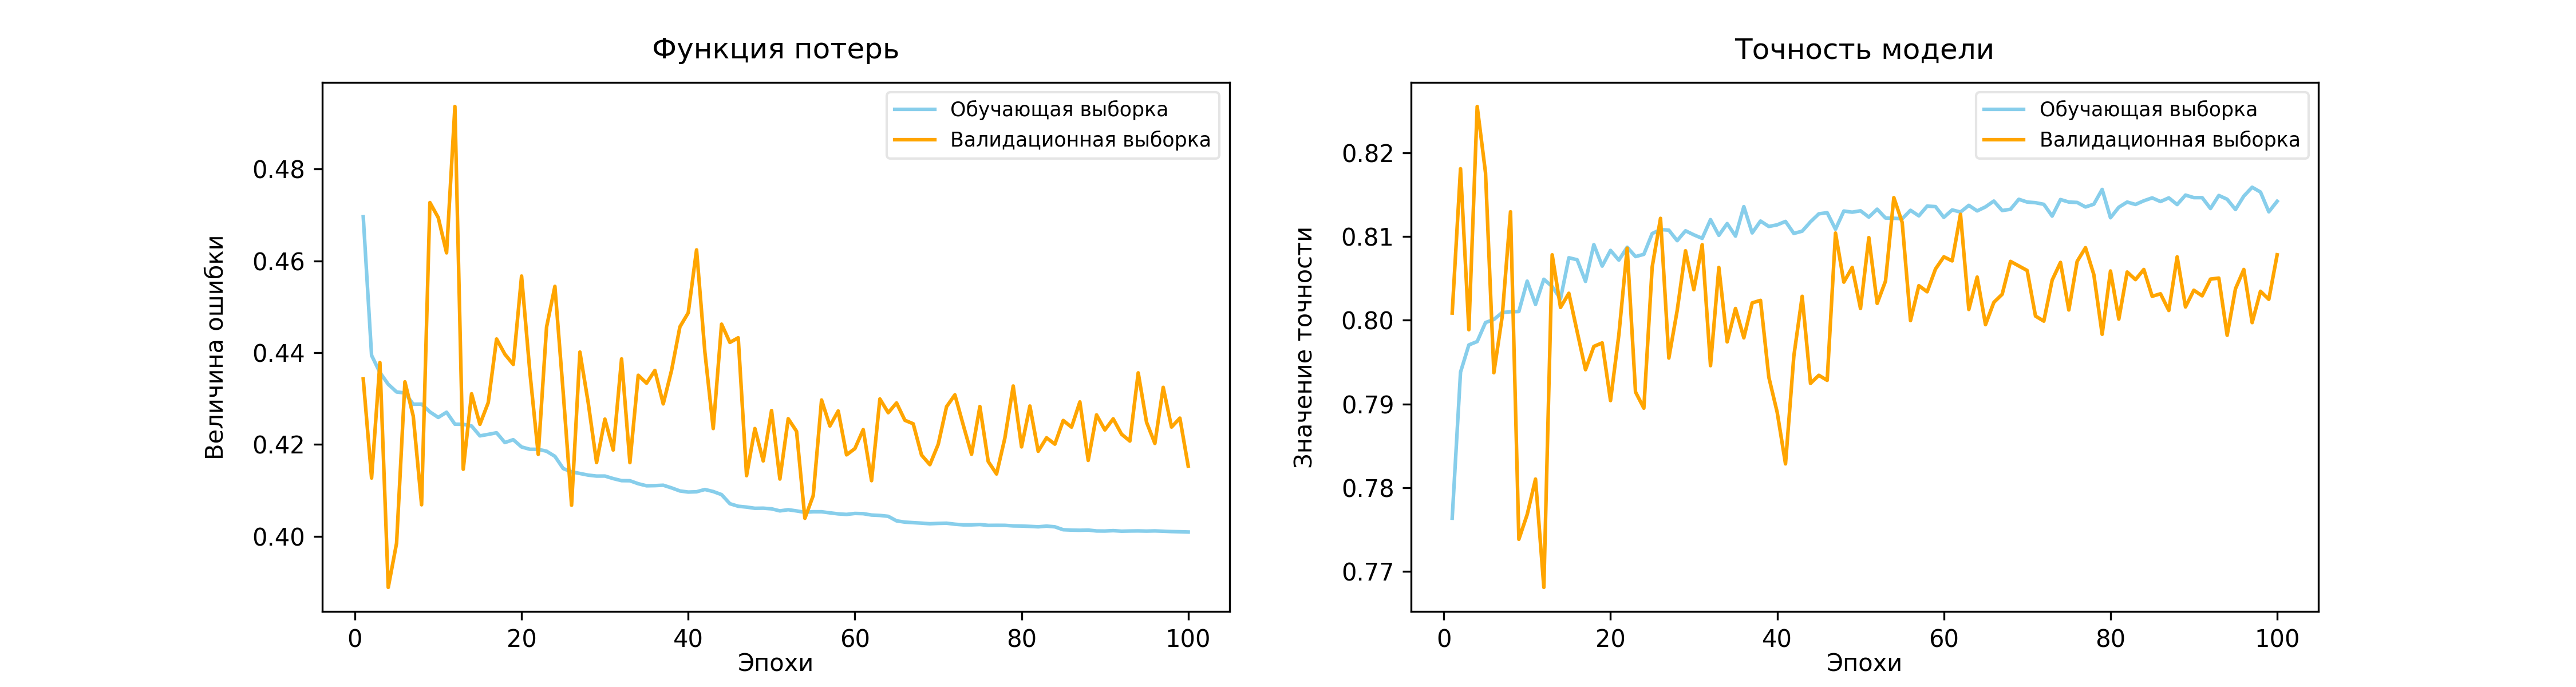 Функция потерь
Обучающая выборка
Валидационная выборка
Величина ошибки
0.48
0.46
0.44
0.42
0.40
0 20 40 60 80 100
Эпохи
Точность модели
Обучающая выборка
Валидационная выборка
Значение точности
0.82
0.81
0.80
0.79
0.78
0.77
0 20 40 60 80 100
Эпохи